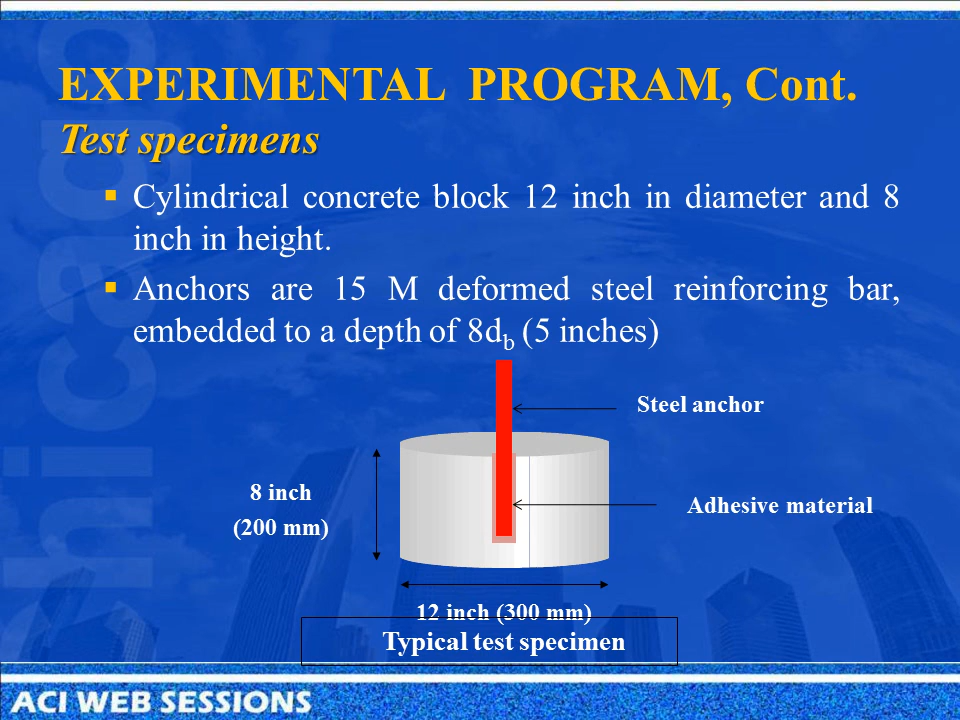 EXPERIMENTAL PROGRAM, Cont.
Test specimens
▪ Cylindrical concrete block 12 inch in diameter and 8
inch in height.
▪ Anchors are 15 M deformed steel reinforcing bar,
embedded to a depth of 8db (5 inches)
Steel anchor
8 inch
(200 mm)
Adhesive material
12 inch (300 mm)
Typical test specimen
Chicago
ACI WEB SESSIONS